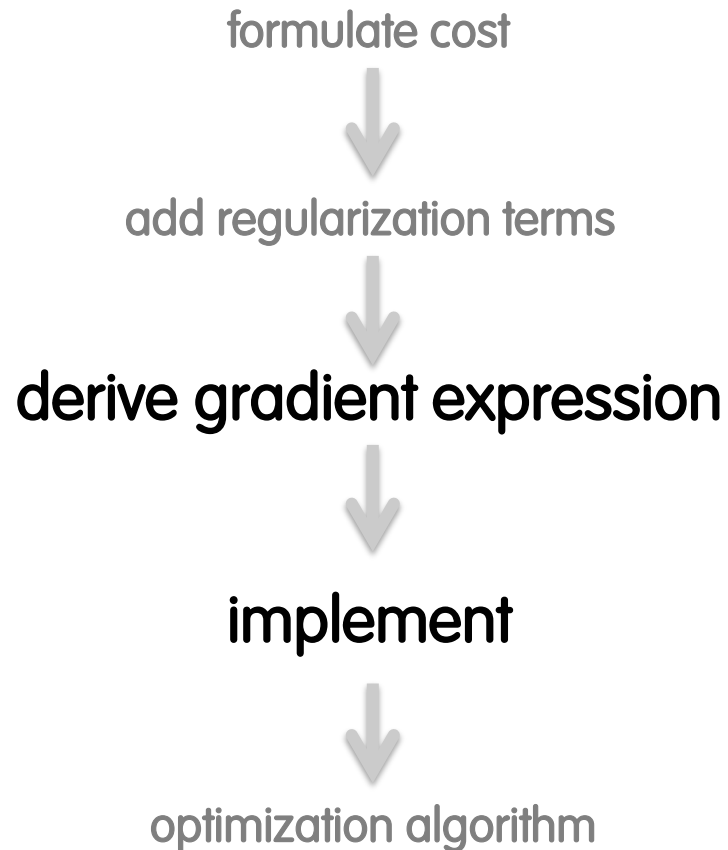 formulate cost
add regularization terms
derive gradient expression
implement
optimization algorithm